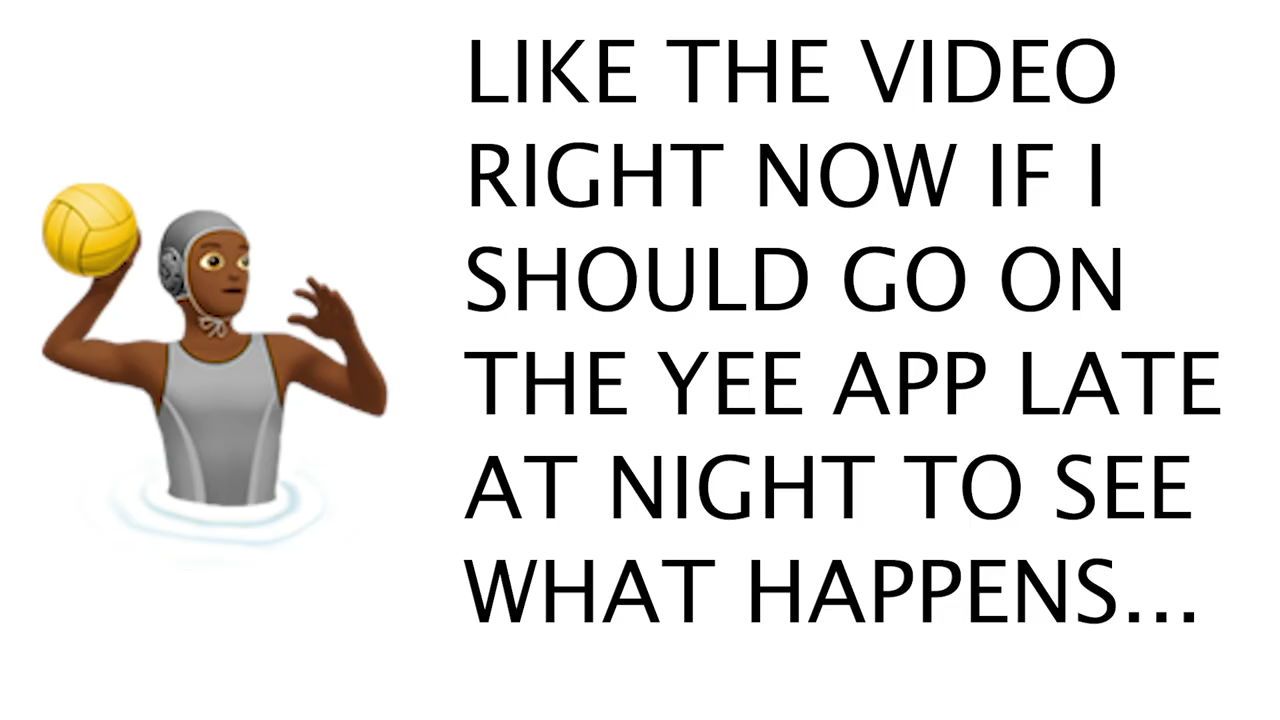 LIKE THE VIDEO
RIGHT NOW IF I
SHOULD GO ON
THE YEE APP LATE
AT NIGHT TO SEE
WHAT HAPPENS...